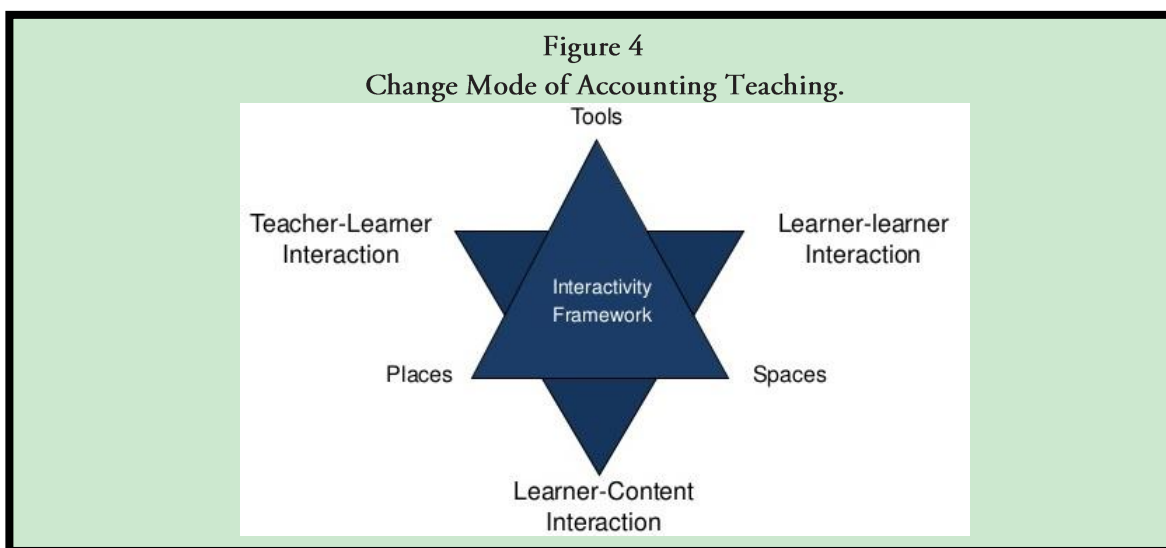 Figure 4
Change Mode of Accounting Teaching.
Tools
Teacher-Learner
Interaction
Learner-learner
Interaction
Interactivity
Framework
Places
Spaces
Learner-Content
Interaction